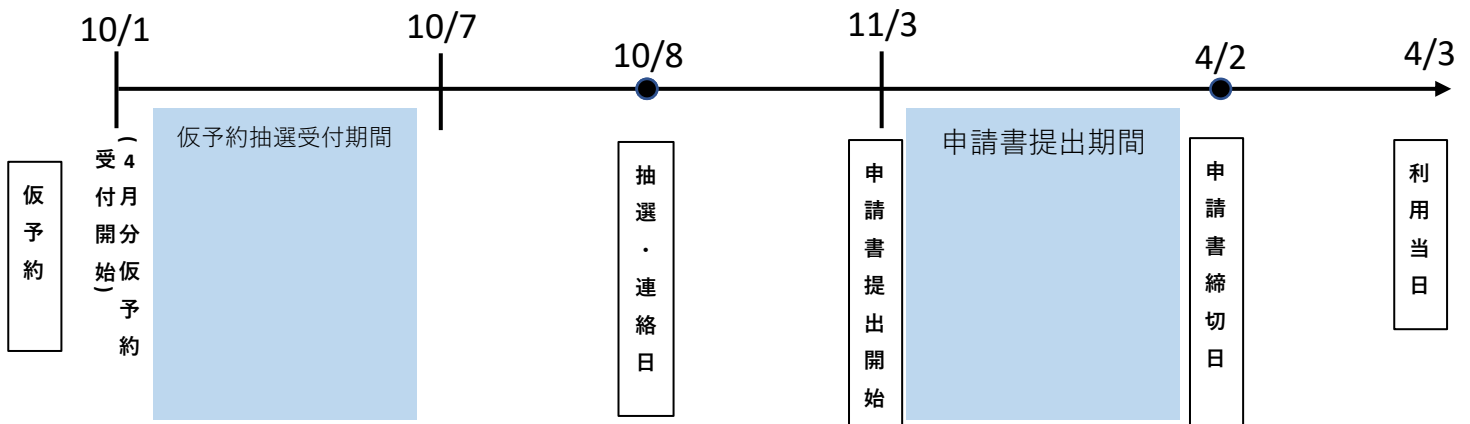 10/1
10/7
10/8
11/3
4/2
4/3
仮予約
(4月分仮予約
受付開始)
仮予約抽選受付期間
抽選・連絡日
申請書提出開始
申請書提出期間
申請書締切日
利用当日